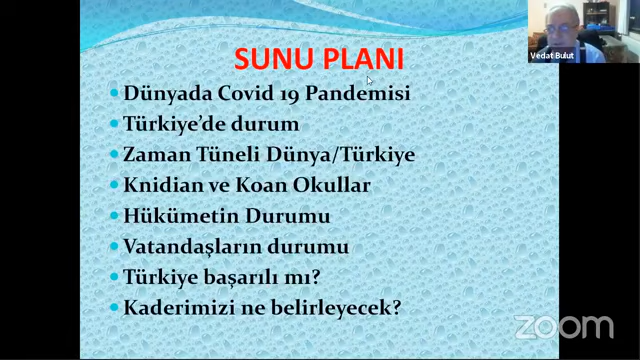 SUNU PLANI
Vedat Bulut
Dünyada Covid 19 Pandemisi
Türkiye'de durum
Zaman Tüneli Dünya/Türkiye
Knidian ve Koan Okullar
Hükümetin Durumu
Vatandaşların durumu
Türkiye başarılı mı?
Kaderimizi ne belirleyecek?
zoom